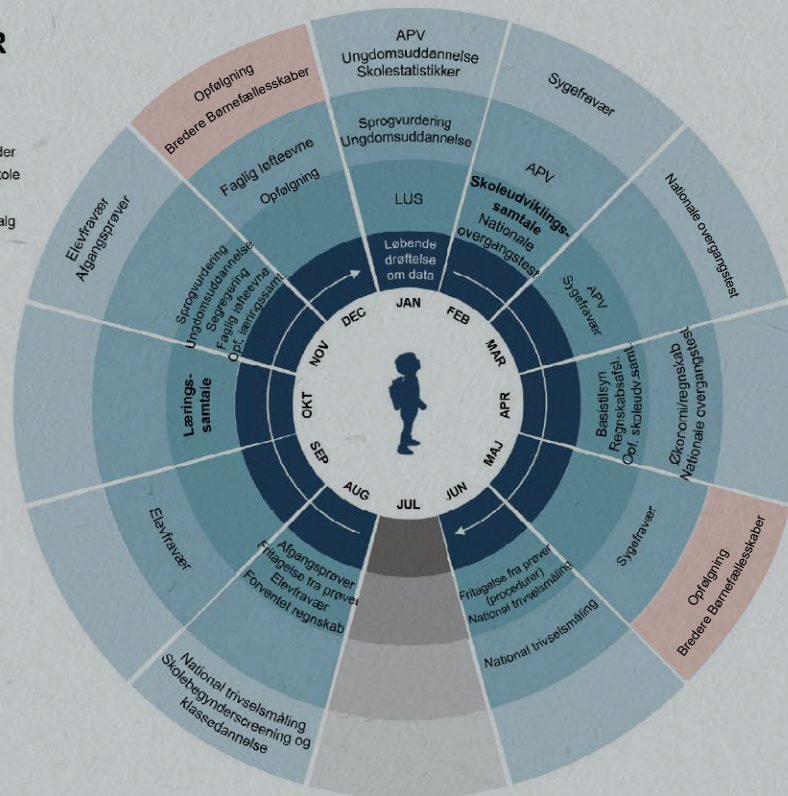 R
der
kole
alg
APV
Ungdomsuddannelse
Skolestatistikker
Sprogvurdering
Ungdomsuddannelse
LUS
Løbende
drøftelse
om data
JAN
Sygefravær
APV
Skoleudviklings-
samtale
Nationale
overgangstest
FEB
Nationale overgangstest
APV
Sygefravær
MAR
Økonomi/regnskab
Nationale overgangstest
Basistilsyn
Regnskabsafsl.
Opf. skoleudv.samt.
APR
Opfølgning
Bredere Børnefællesskaber
Sygefravær
MAJ
Fritagelse fra prøver
(procedurer)
National trivselsmåling
National trivselsmåling
JUN
JUL
Afgangsprøver
Fritagelse fra prøver
Elevfravær
Forventet regnskab
National trivselsmåling
Skolebegynderscreening og
klassedannelse
AUG
Elevfravær
SEP
Lærings-
samtale
OKT
Elevfravær
Afgangsprøver
Sprogvurdering
Ungdomsuddannelse
Segregering
Faglig løfteevne
Opf. læringssamt.
NOV
Opfølgning
Bredere Børnefællesskaber
Faglig løfteevne
Opfølgning
DEC